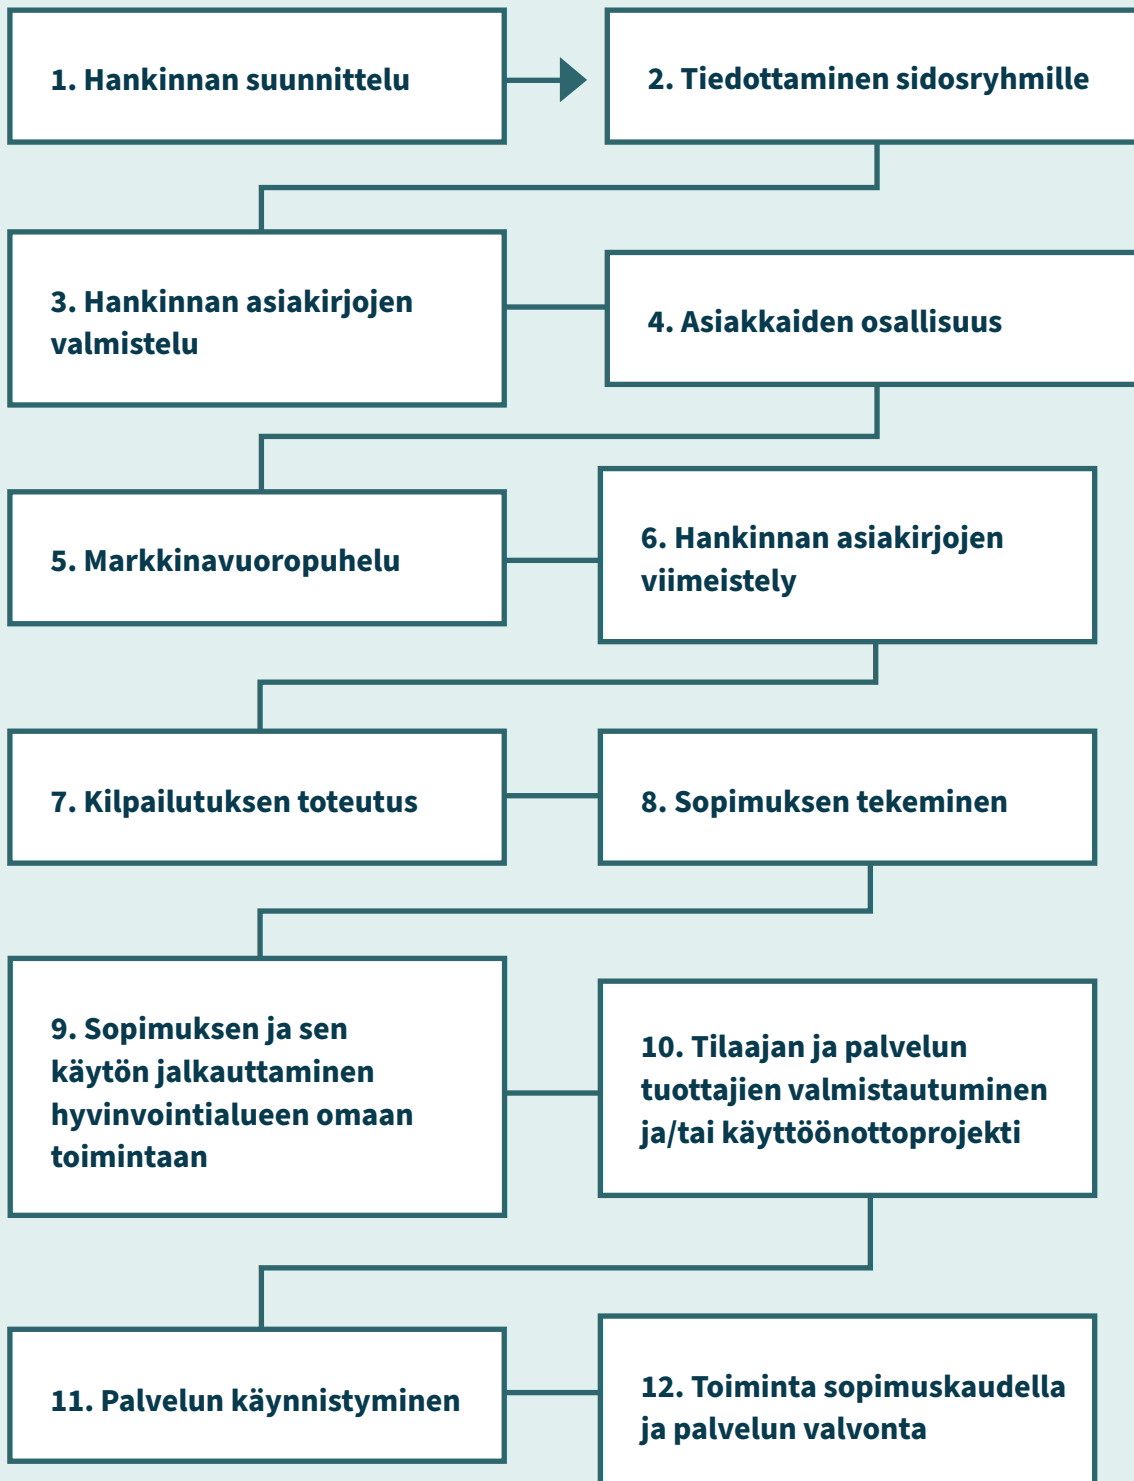 1. Hankinnan suunnittelu
2. Tiedottaminen sidosryhmille
3. Hankinnan asiakirjojen
valmistelu
4. Asiakkaiden osallisuus
5. Markkinavuoropuhelu
6. Hankinnan asiakirjojen
viimeistely
7. Kilpailutuksen toteutus
8. Sopimuksen tekeminen
9. Sopimuksen ja sen
käytön jalkauttaminen
hyvinvointialueen omaan
toimintaan
10. Tilaajan ja palvelun
tuottajien valmistautuminen
ja/tai käyttöönottoprojekti
11. Palvelun käynnistyminen
12. Toiminta sopimuskaudella
ja palvelun valvonta